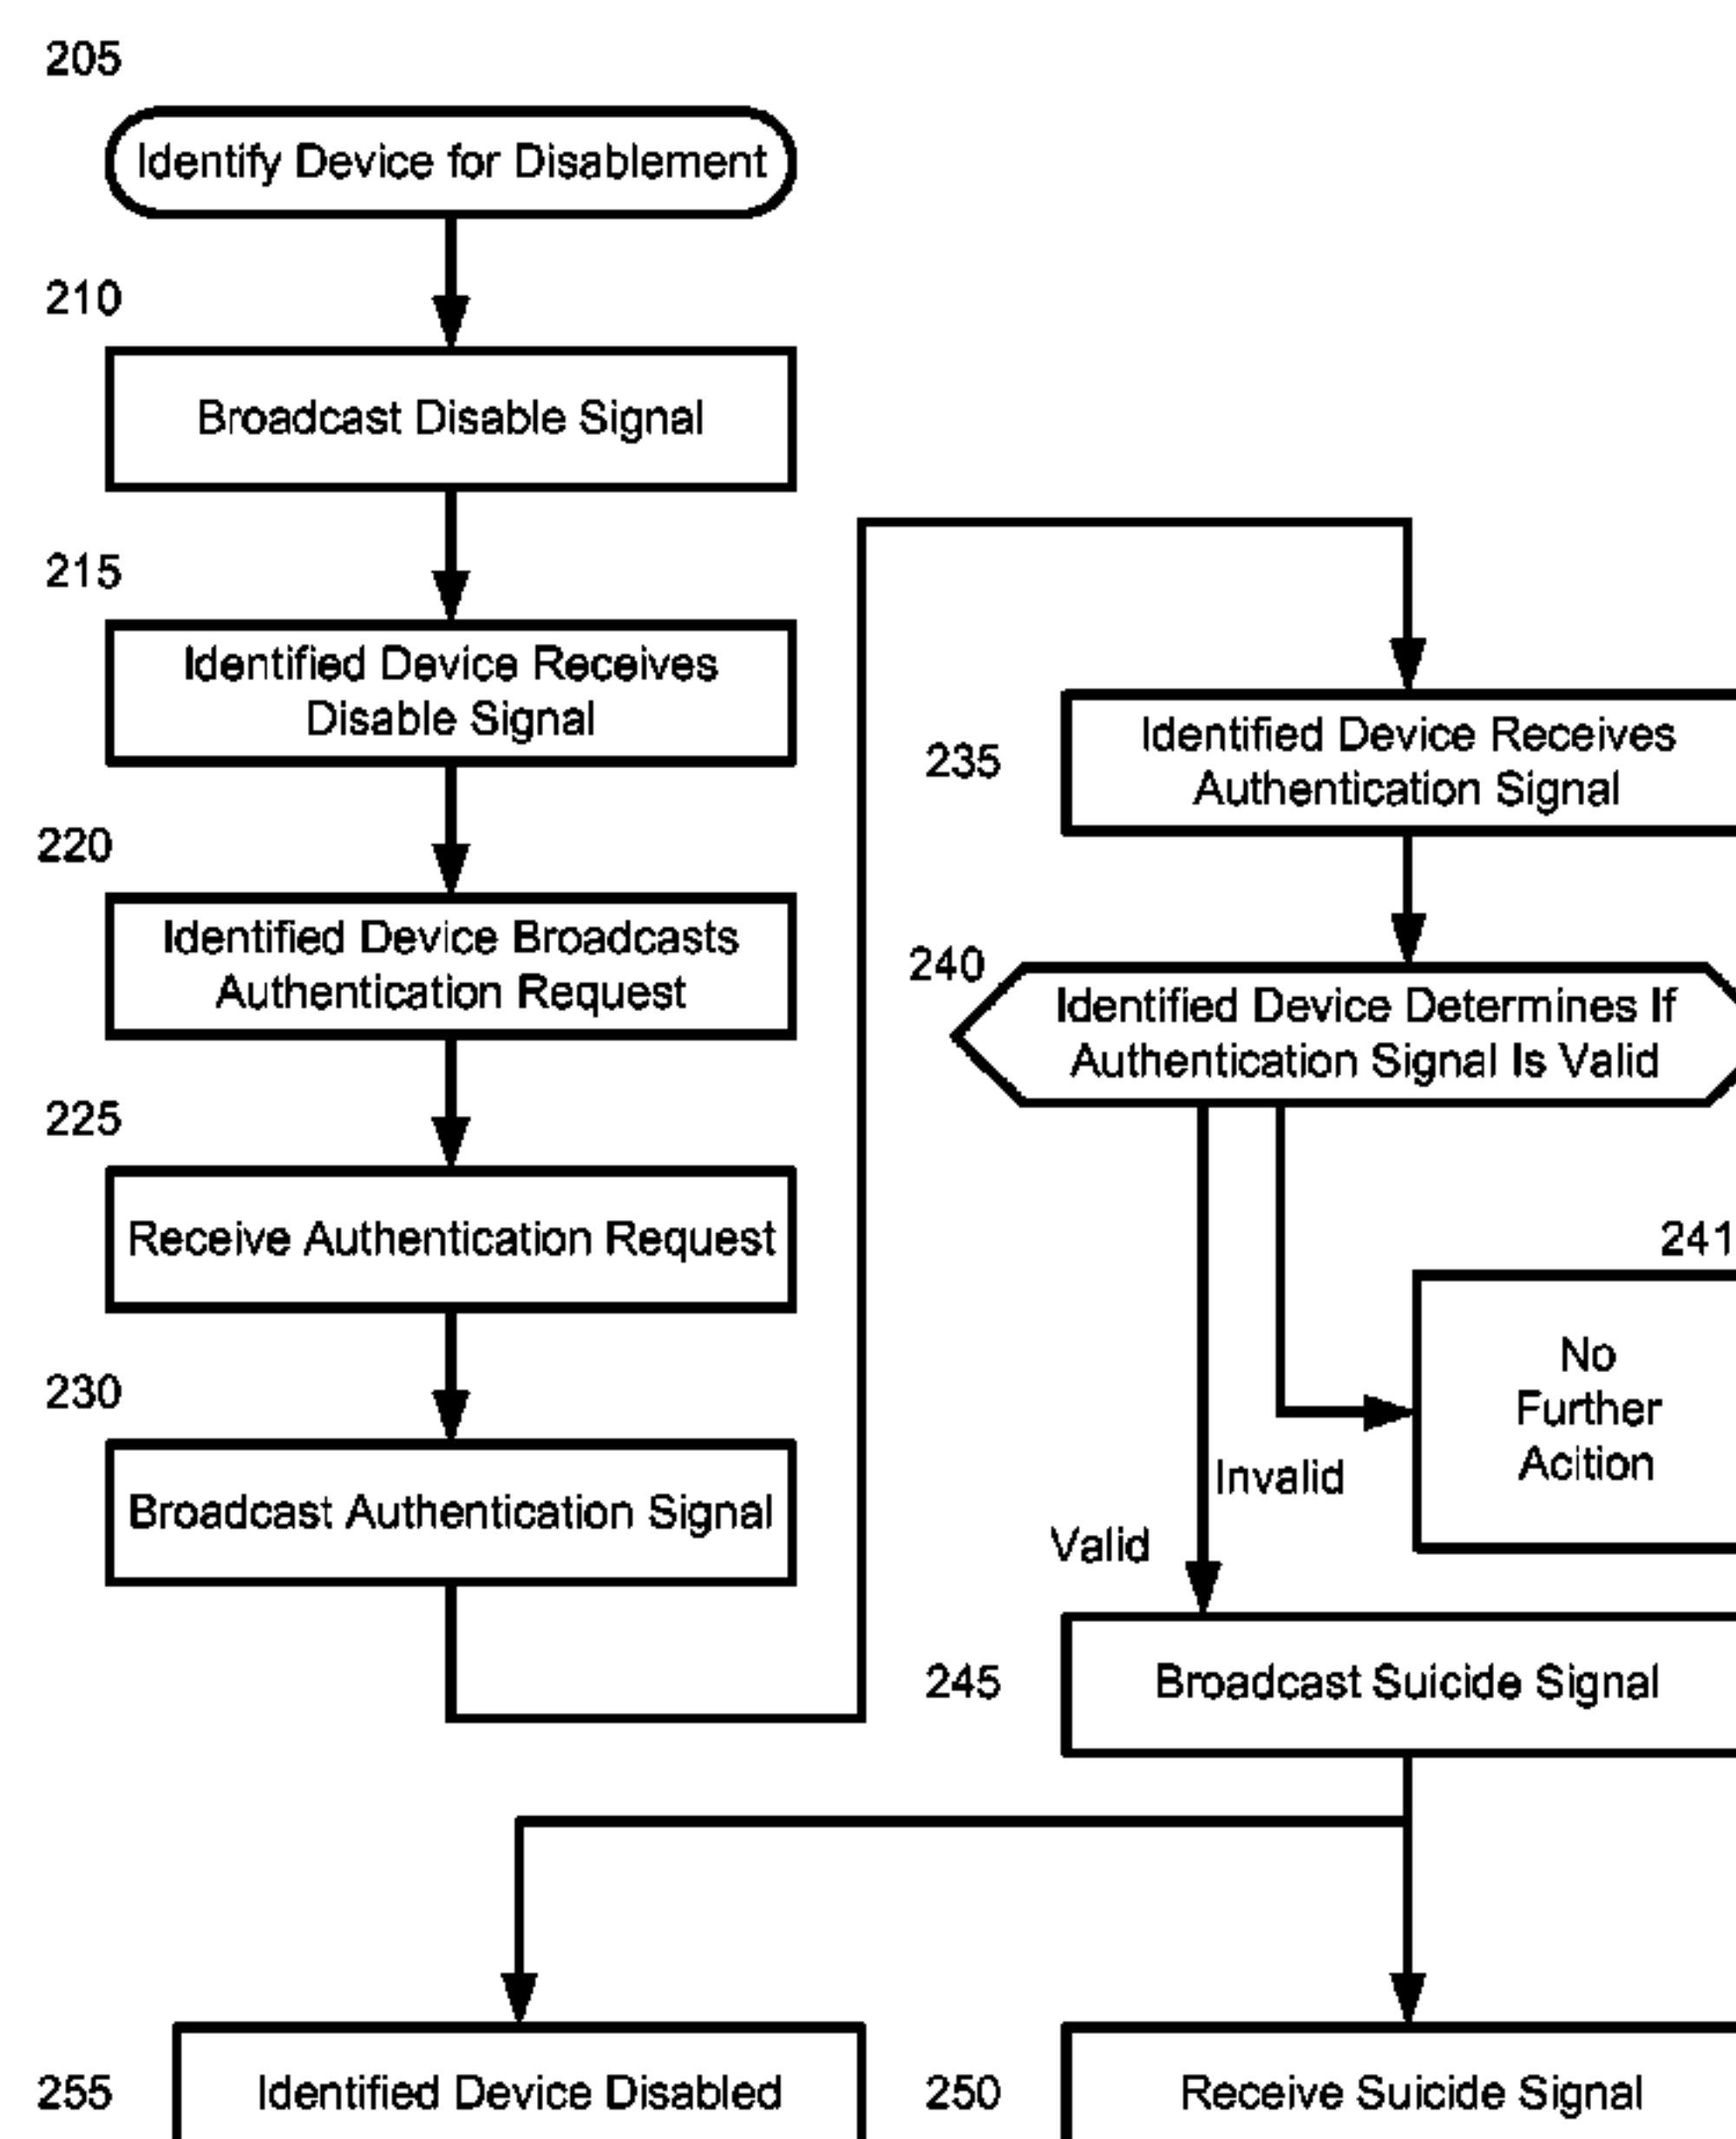 205
Identify Device for Disablement
210
Broadcast Disable Signal
215
Identified Device Receives
Disable Signal
220
Identified Device Broadcasts
Authentication Request
225
Receive Authentication Request
230
Broadcast Authentication Signal
235
Identified Device Receives
Authentication Signal
240
Identified Device Determines If
Authentication Signal Is Valid
241
No
Further
Acition
Invalid
Valid
245
Broadcast Suicide Signal
255
Identified Device Disabled
250
Receive Suicide Signal